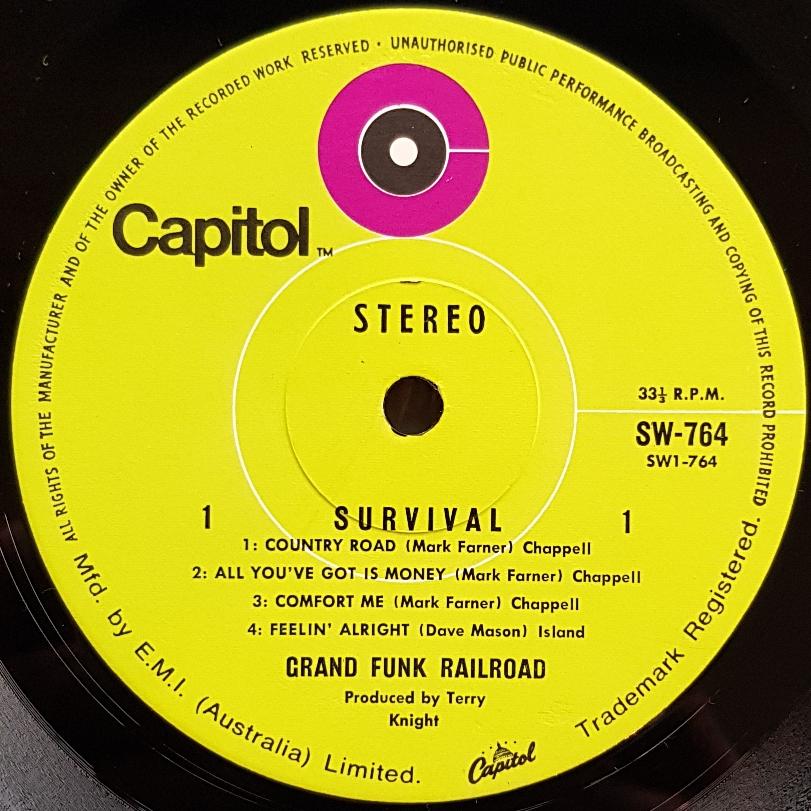 ALL RIGHTS OF THE MANUFACTURER AND OF THE OWNER OF THE RECORDED WORK RESERVED · UNAUTHORISED PUBLIC PERFORMANCE BROADCASTING AND COPYING OF THIS RECORD PROHIBITED
Capitol™
STEREO
33⅓ R.P.M.
SW-764
SW1-764
1 SURVIVAL 1
1: COUNTRY ROAD (Mark Farner) Chappell
2: ALL YOU'VE GOT IS MONEY (Mark Farner) Chappell
3: COMFORT ME (Mark Farner) Chappell
4: FEELIN' ALRIGHT (Dave Mason) Island
GRAND FUNK RAILROAD
Produced by Terry
Knight
Capitol
Mfd. by E.M.I. (Australia) Limited.
Trademark Registered.